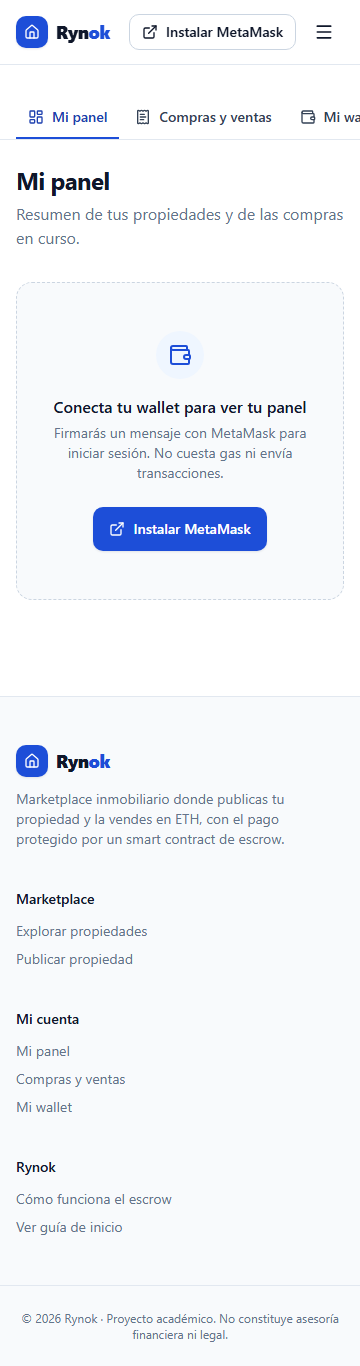 Rynok
Instalar MetaMask
Mi panel
Compras y ventas
Mi wa
Mi panel
Resumen de tus propiedades y de las compras
en curso.
Conecta tu wallet para ver tu panel
Firmarás un mensaje con MetaMask para
iniciar sesión. No cuesta gas ni envía
transacciones.
Instalar MetaMask
Rynok
Marketplace inmobiliario donde publicas tu
propiedad y la vendes en ETH, con el pago
protegido por un smart contract de escrow.
Marketplace
Explorar propiedades
Publicar propiedad
Mi cuenta
Mi panel
Compras y ventas
Mi wallet
Rynok
Cómo funciona el escrow
Ver guía de inicio
© 2026 Rynok · Proyecto académico. No constituye asesoría
financiera ni legal.